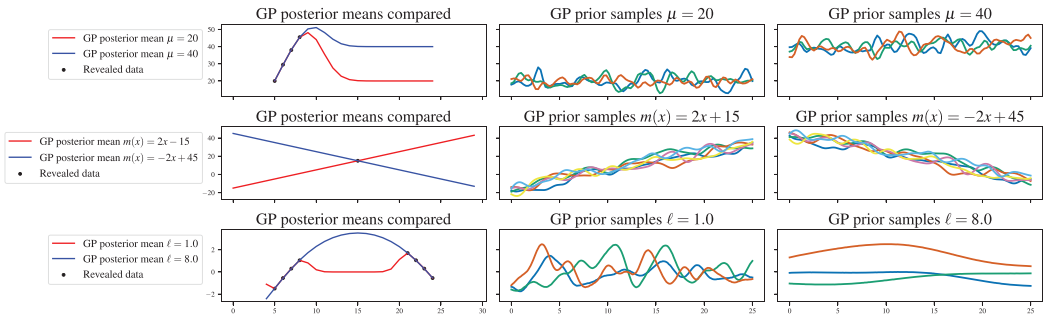 GP posterior means compared
GP prior samples μ = 20
GP prior samples μ = 40
GP posterior mean μ = 20
GP posterior mean μ = 40
Revealed data
50
40
30
20
GP posterior means compared
GP prior samples m(x) = 2x + 15
GP prior samples m(x) = −2x + 45
GP posterior mean m(x) = 2x − 15
GP posterior mean m(x) = −2x + 45
Revealed data
40
20
0
−20
GP posterior means compared
GP prior samples ℓ = 1.0
GP prior samples ℓ = 8.0
GP posterior mean ℓ = 1.0
GP posterior mean ℓ = 8.0
Revealed data
2
0
−2
0 5 10 15 20 25 30
0 5 10 15 20 25
0 5 10 15 20 25